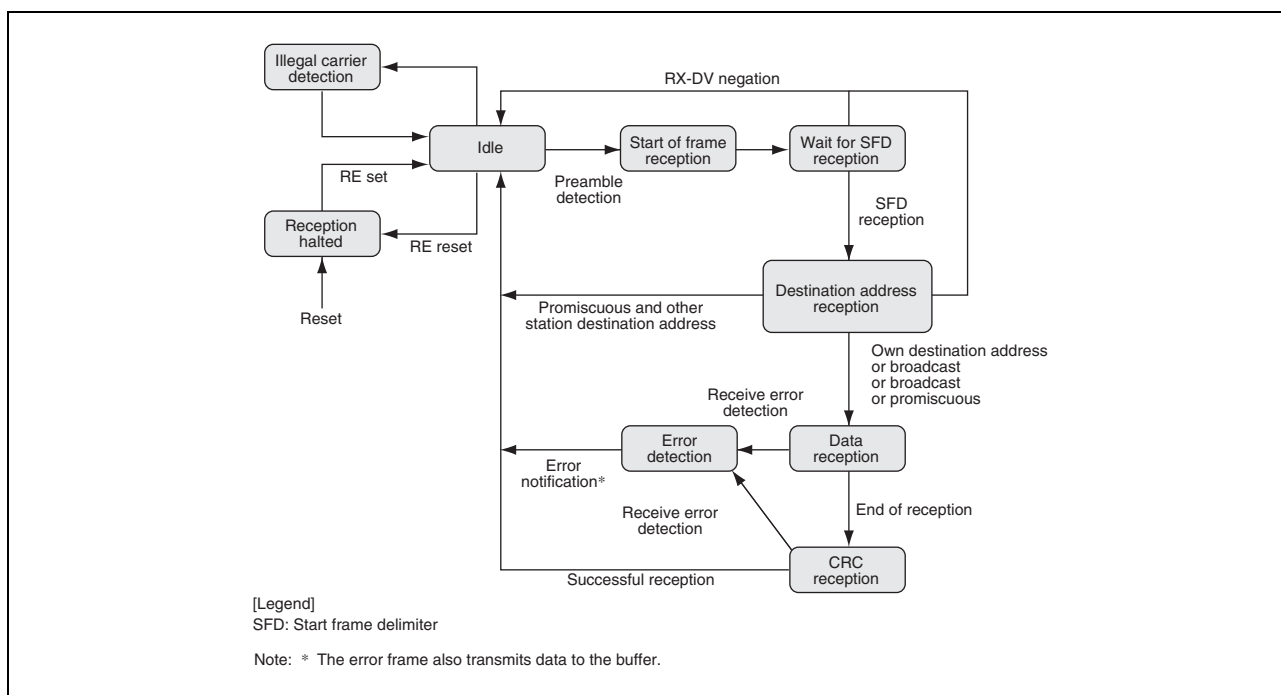 Illegal carrier
detection
RX-DV negation
Idle
Start of frame
reception
Wait for SFD
reception
RE set
Preamble
detection
SFD
reception
Reception
halted
RE reset
Destination address
reception
Reset
Promiscuous and other
station destination address
Own destination address
or broadcast
or broadcast
or promiscuous
Receive error
detection
Error
detection
Data
reception
Error
notification*
Receive error
detection
End of reception
CRC
reception
Successful reception
[Legend]
SFD: Start frame delimiter
Note: * The error frame also transmits data to the buffer.